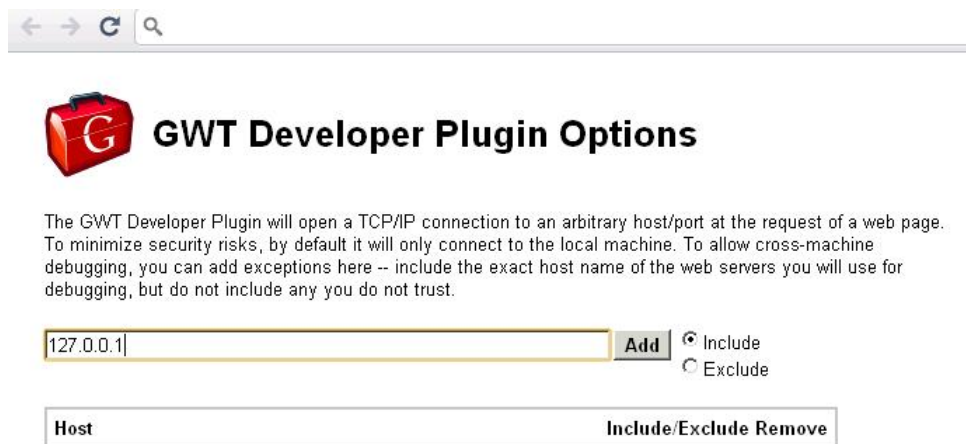 G
GWT Developer Plugin Options
The GWT Developer Plugin will open a TCP/IP connection to an arbitrary host/port at the request of a web page.
To minimize security risks, by default it will only connect to the local machine. To allow cross-machine
debugging, you can add exceptions here -- include the exact host name of the web servers you will use for
debugging, but do not include any you do not trust.
127.0.0.1 Add Include
Exclude
Host Include/Exclude Remove